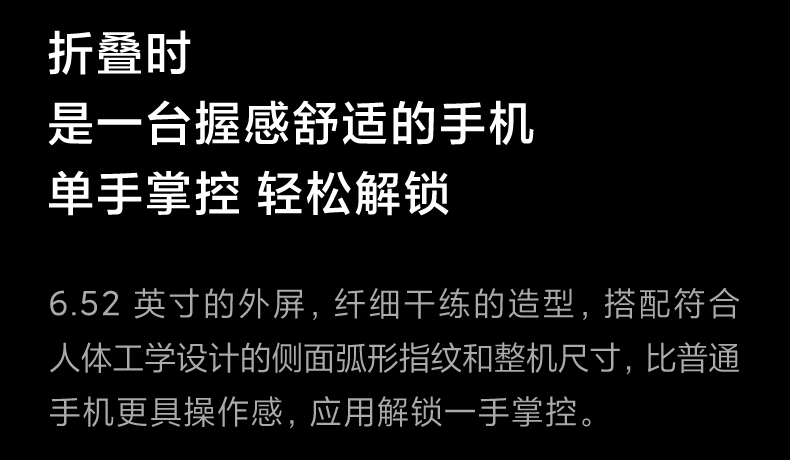 折叠时
是一台握感舒适的手机
单手掌控 轻松解锁
6.52 英寸的外屏，纤细干练的造型，搭配符合
人体工学设计的侧面弧形指纹和整机尺寸，比普通
手机更具操作感，应用解锁一手掌控。